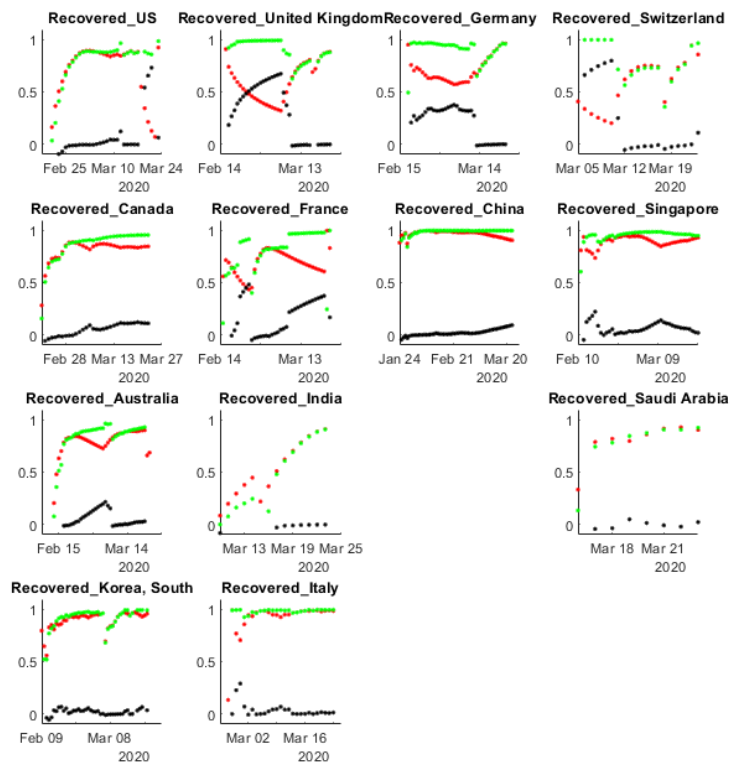 Recovered_US Recovered_United Kingdom Recovered_Germany Recovered_Switzerland
1 1 1 1
0.5 0.5 0.5 0.5
0 0 0 0
Feb 25 Mar 10 Mar 24 Feb 14 Mar 13 Feb 15 Mar 14 Mar 05 Mar 12 Mar 19
2020 2020 2020 2020
Recovered_Canada Recovered_France Recovered_China Recovered_Singapore
1 1 1 1
0.5 0.5 0.5 0.5
0 0 0 0
Feb 28 Mar 13 Mar 27 Feb 14 Mar 13 Jan 24 Feb 21 Mar 20 Feb 10 Mar 09
2020 2020 2020 2020
Recovered_Australia Recovered_India Recovered_Saudi Arabia
1 1 1
0.5 0.5 0.5
0 0 0
Feb 15 Mar 14 Mar 13 Mar 19 Mar 25 Mar 18 Mar 21
2020 2020 2020
Recovered_Korea, South Recovered_Italy
1 1
0.5 0.5
0 0
Feb 09 Mar 08 Mar 02 Mar 16
2020 2020